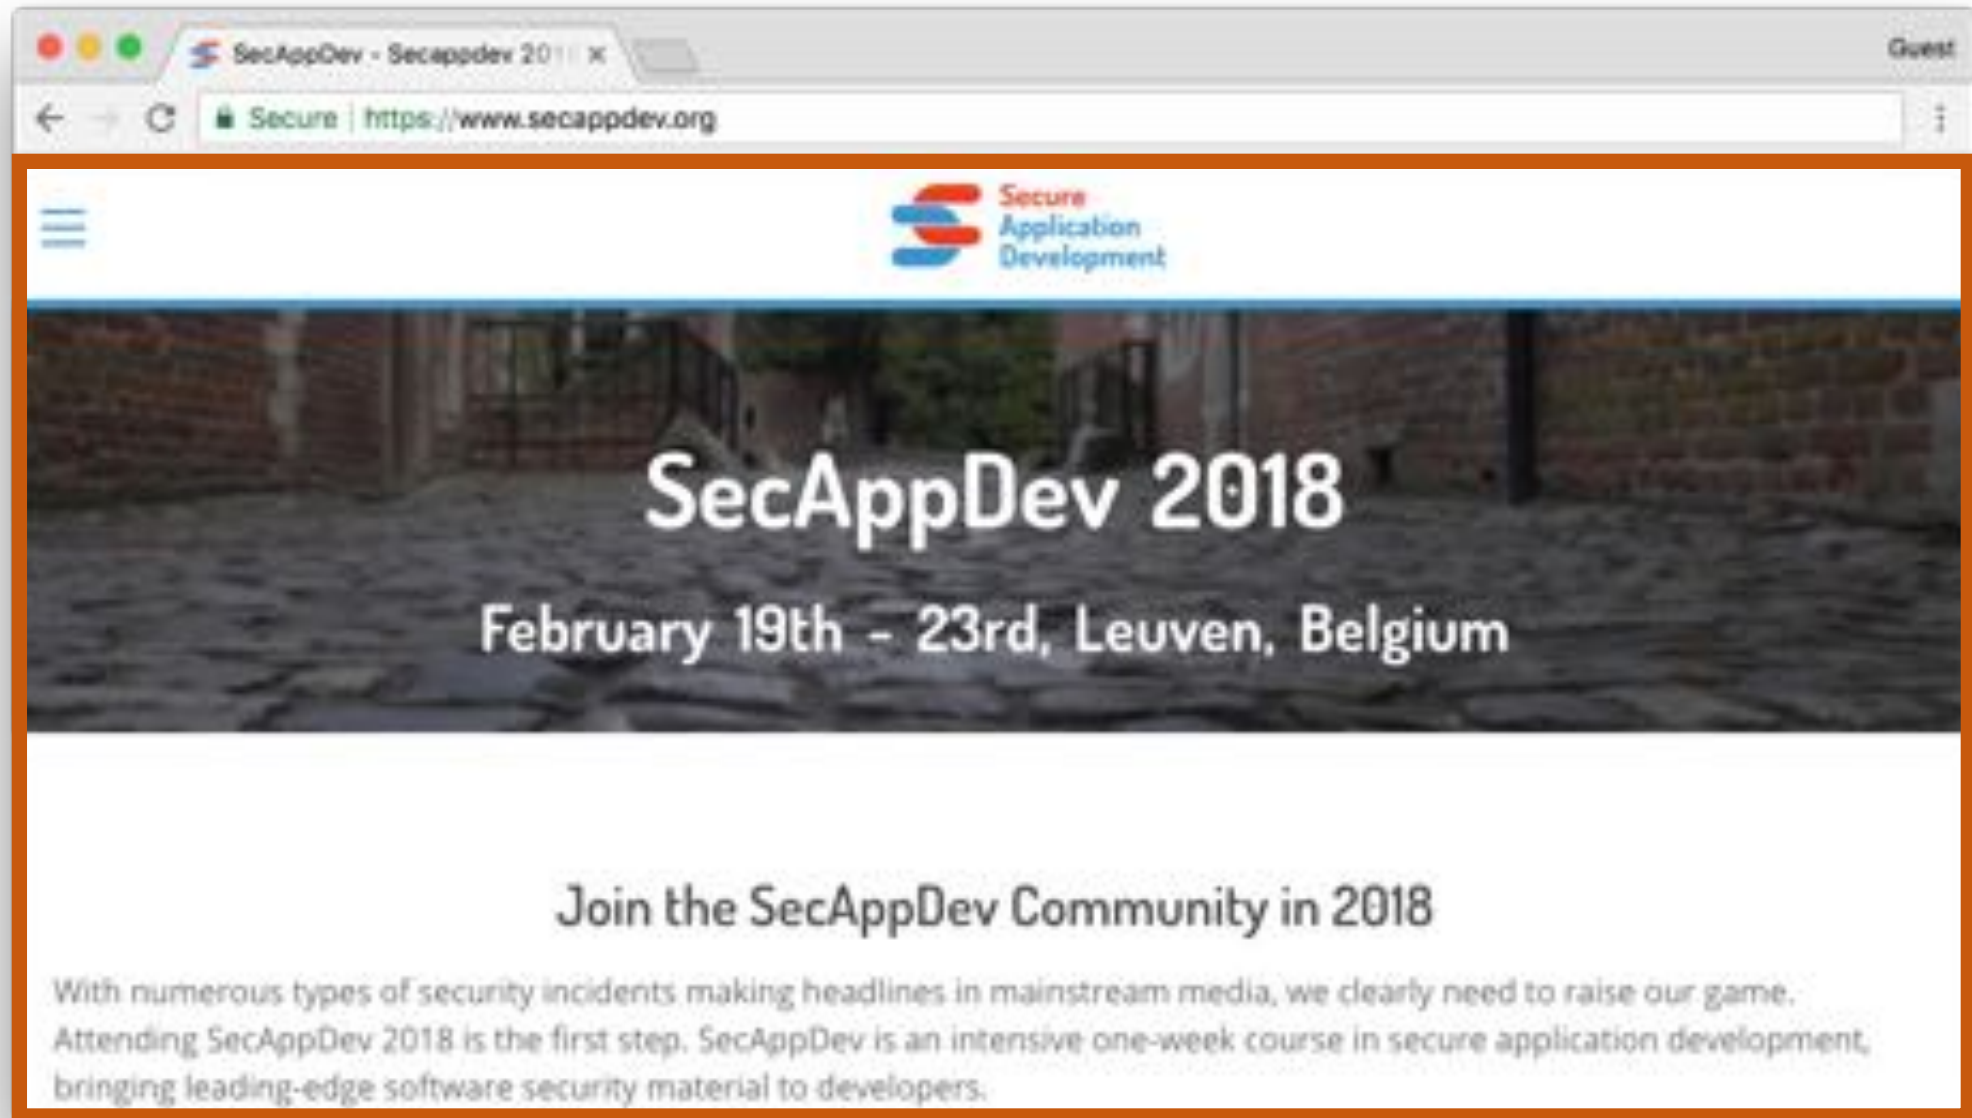 SecAppDev - Secappdev 201
Guest
Secure | https://www.secappdev.org
Secure
Application
Development
SecAppDev 2018
February 19th - 23rd, Leuven, Belgium
Join the SecAppDev Community in 2018
With numerous types of security incidents making headlines in mainstream media, we clearly need to raise our game.
Attending SecAppDev 2018 is the first step. SecAppDev is an intensive one-week course in secure application development,
bringing leading-edge software security material to developers.